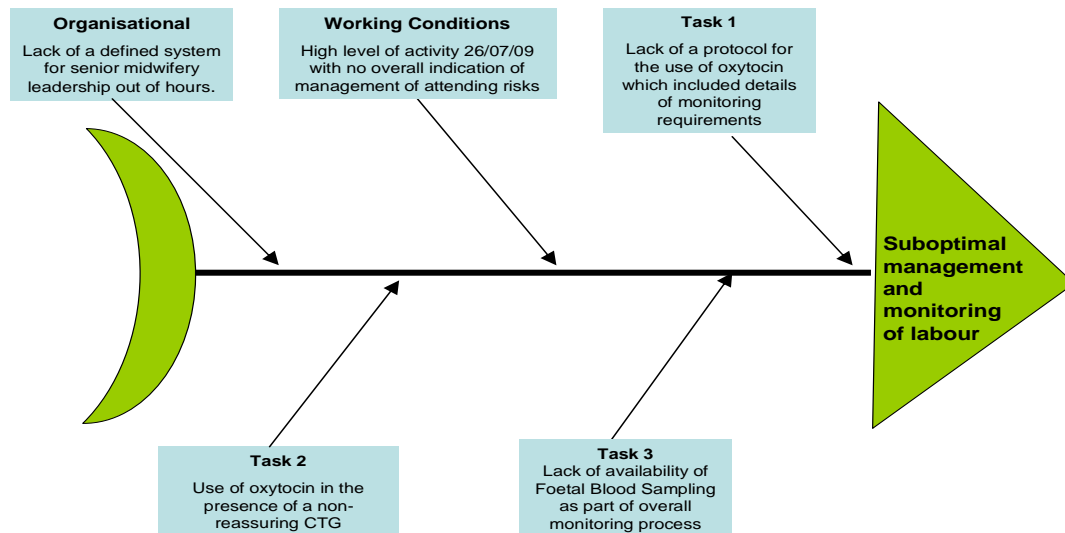 Organisational
Lack of a defined system
for senior midwifery
leadership out of hours.
Working Conditions
High level of activity 26/07/09
with no overall indication of
management of attending risks
Task 1
Lack of a protocol for
the use of oxytocin
which included details
of monitoring
requirements
Suboptimal
management
and
monitoring
of labour
Task 2
Use of oxytocin in the
presence of a non-
reassuring CTG
Task 3
Lack of availability of
Foetal Blood Sampling
as part of overall
monitoring process